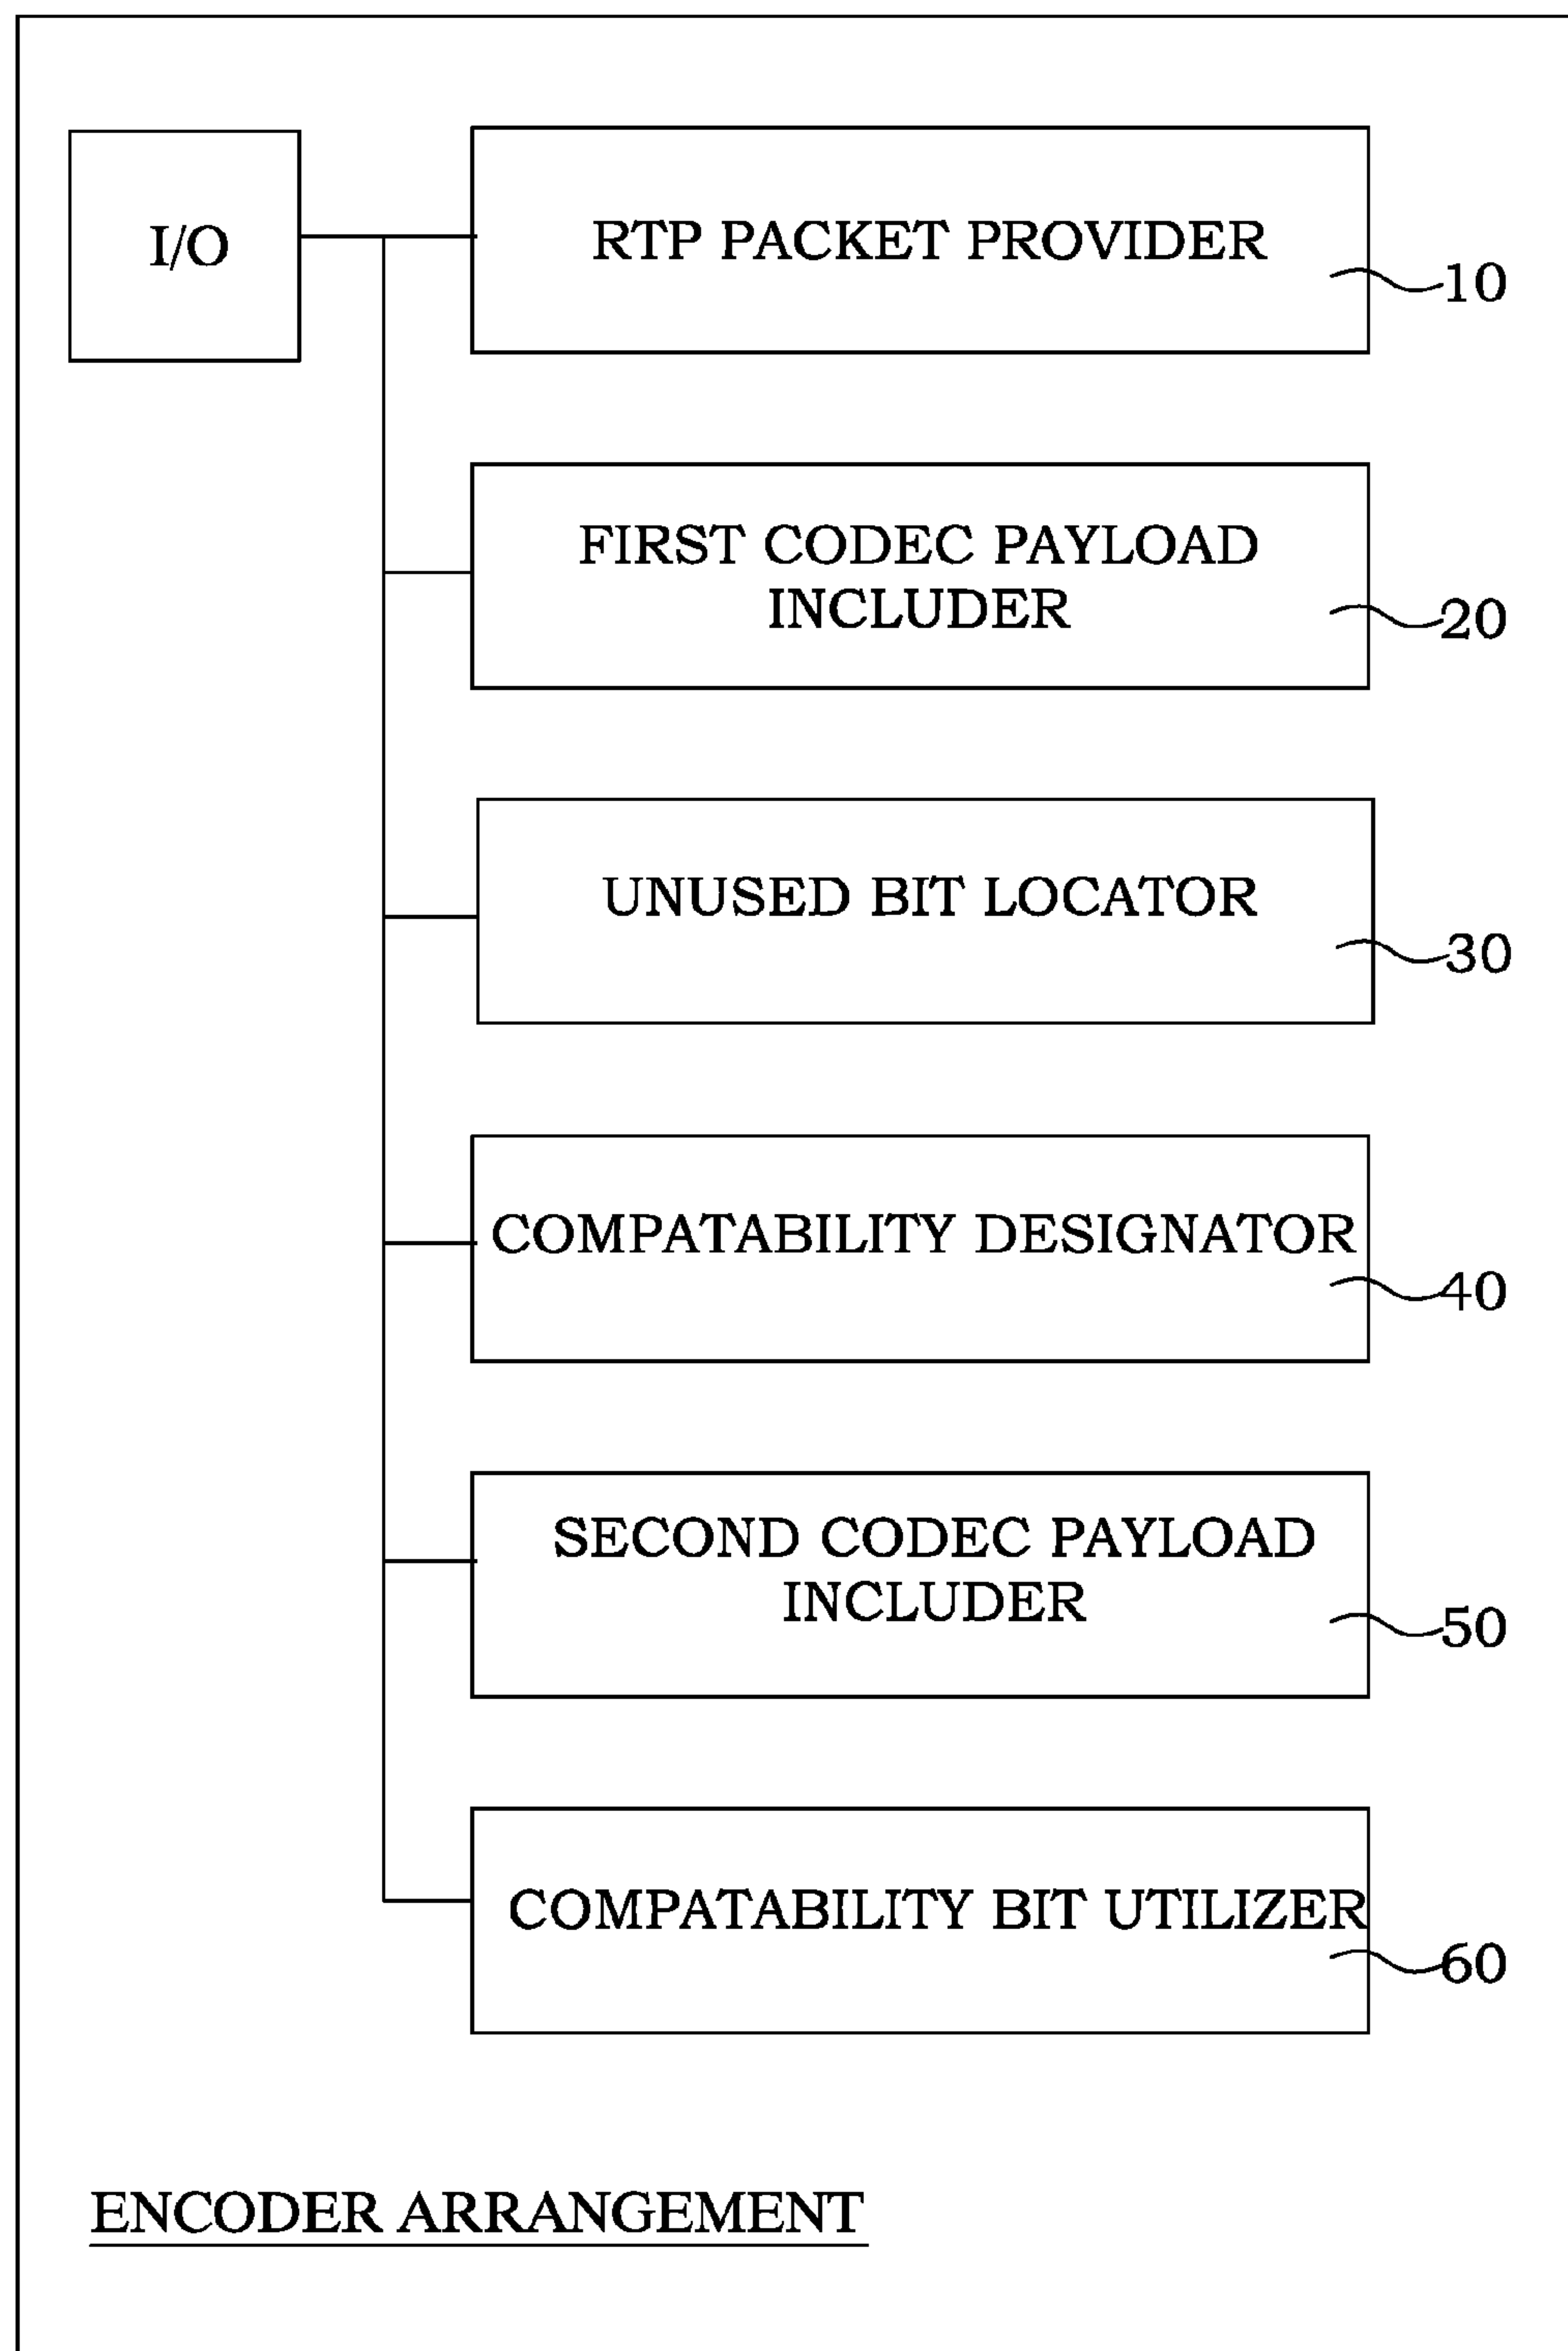 I/O
RTP PACKET PROVIDER
10
FIRST CODEC PAYLOAD
INCLUDER
20
UNUSED BIT LOCATOR
30
COMPATABILITY DESIGNATOR
40
SECOND CODEC PAYLOAD
INCLUDER
50
COMPATABILITY BIT UTILIZER
60
ENCODER ARRANGEMENT